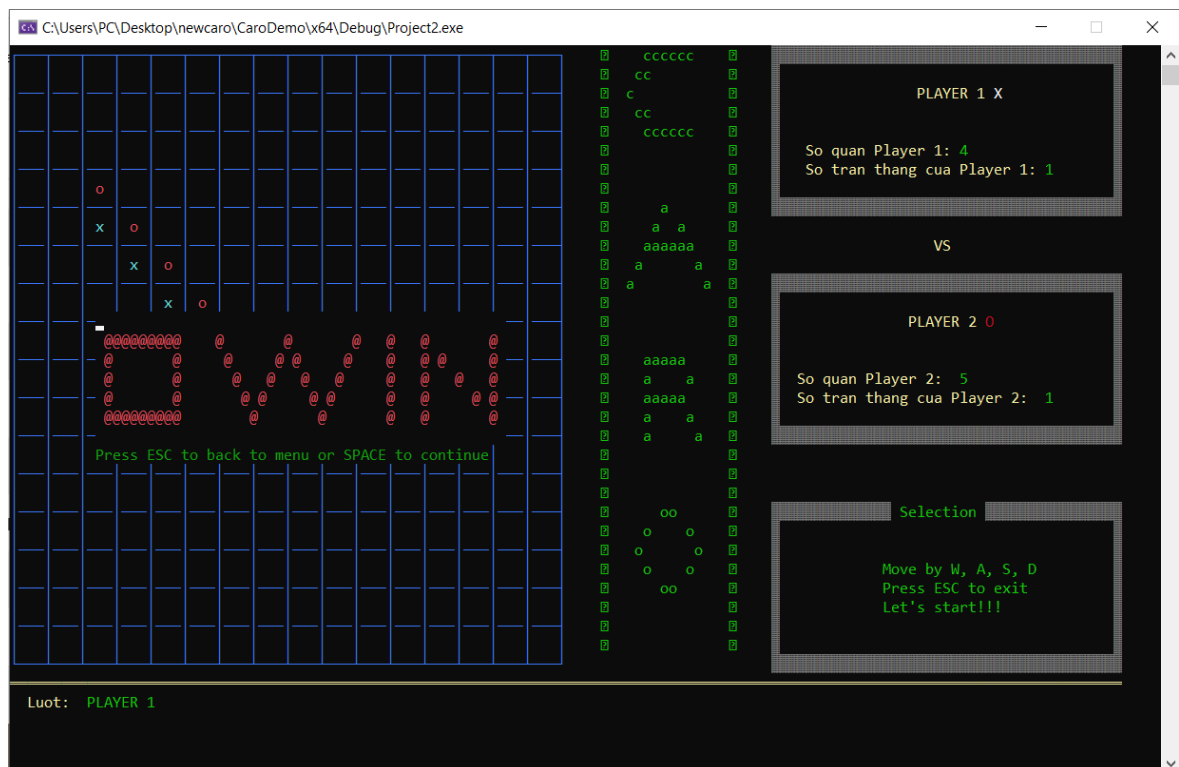 C:\Users\PC\Desktop\newcaro\CaroDemo\x64\Debug\Project2.exe
caro
PLAYER 1 X
So quan Player 1: 4
So tran thang cua Player 1: 1
VS
PLAYER 2 O
So quan Player 2: 5
So tran thang cua Player 2: 1
o
x o
x o
x o
O WIN
Press ESC to back to menu or SPACE to continue
Selection
Move by W, A, S, D
Press ESC to exit
Let's start!!!
Luot: PLAYER 1